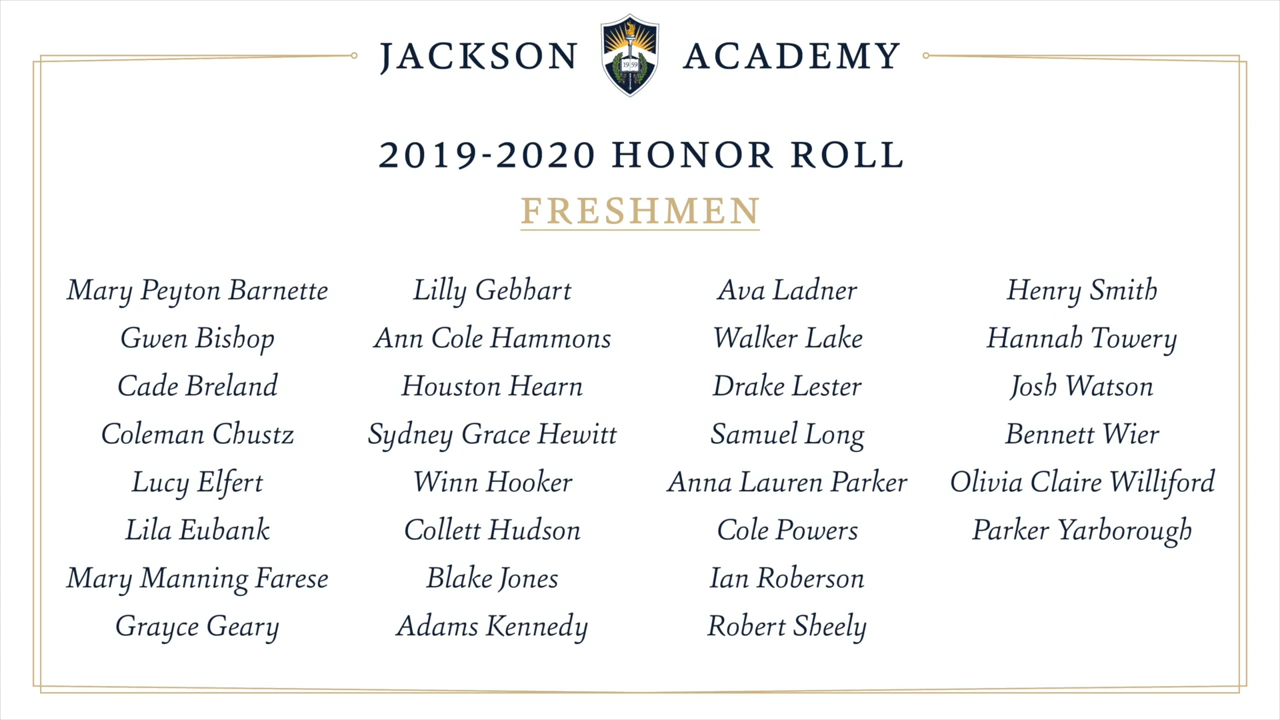 JACKSON ACADEMY
1959
2019-2020 HONOR ROLL
FRESHMEN
Mary Peyton Barnette
Gwen Bishop
Cade Breland
Coleman Chustz
Lucy Elfert
Lila Eubank
Mary Manning Farese
Grayce Geary
Lilly Gebhart
Ann Cole Hammons
Houston Hearn
Sydney Grace Hewitt
Winn Hooker
Collett Hudson
Blake Jones
Adams Kennedy
Ava Ladner
Walker Lake
Drake Lester
Samuel Long
Anna Lauren Parker
Cole Powers
Ian Roberson
Robert Sheely
Henry Smith
Hannah Towery
Josh Watson
Bennett Wier
Olivia Claire Williford
Parker Yarborough